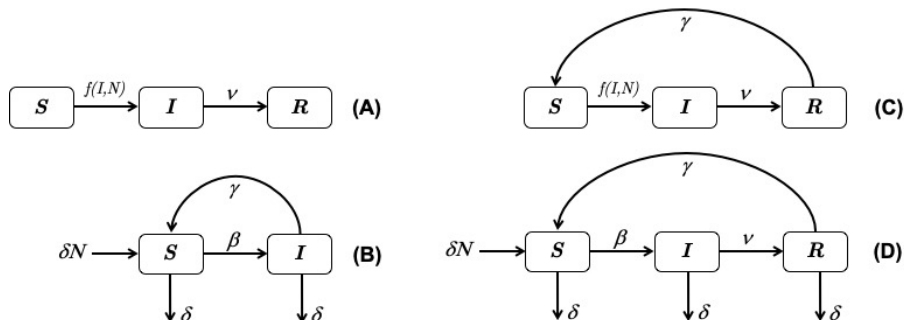 S f(I,N) I ν R (A)
γ
S f(I,N) I ν R (C)
γ
δN S β I (B)
δ δ
γ
δN S β I ν R (D)
δ δ δ